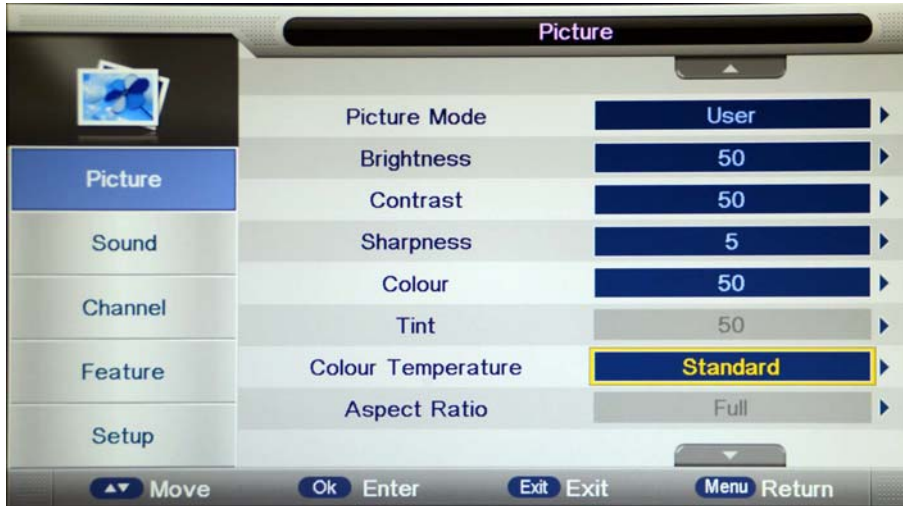 Picture
Picture
Sound
Channel
Feature
Setup
Picture Mode User
Brightness 50
Contrast 50
Sharpness 5
Colour 50
Tint 50
Colour Temperature Standard
Aspect Ratio Full
Move Ok Enter Exit Exit Menu Return